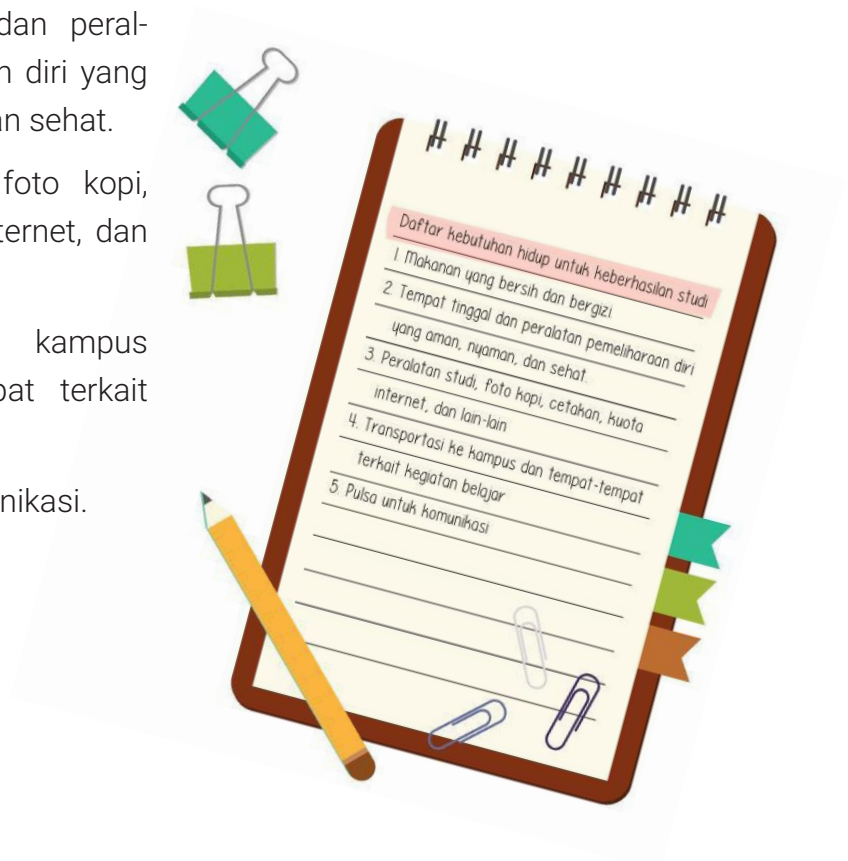 dan peral-
n diri yang
an sehat.
foto kopi,
ternet, dan
kampus
pat terkait
nikasi.
Daftar kebutuhan hidup untuk keberhasilan studi
1. Makanan yang bersih dan bergizi
2. Tempat tinggal dan peralatan pemeliharaan diri
yang aman, nyaman, dan sehat.
3. Peralatan studi, foto kopi, cetakan, kuota
internet, dan lain-lain
4. Transportasi ke kampus dan tempat-tempat
terkait kegiatan belajar
5. Pulsa untuk komunikasi